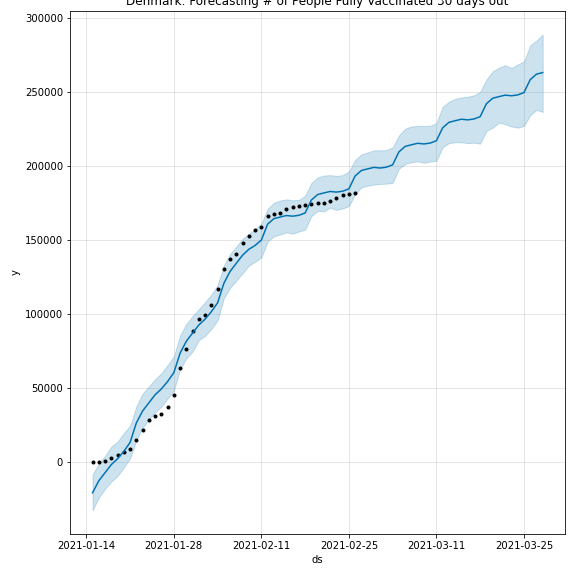 Denmark: Forecasting # of People Fully Vaccinated 30 days out
300000
250000
200000
150000
100000
50000
0
y
2021-01-14 2021-01-28 2021-02-11 2021-02-25 2021-03-11 2021-03-25
ds